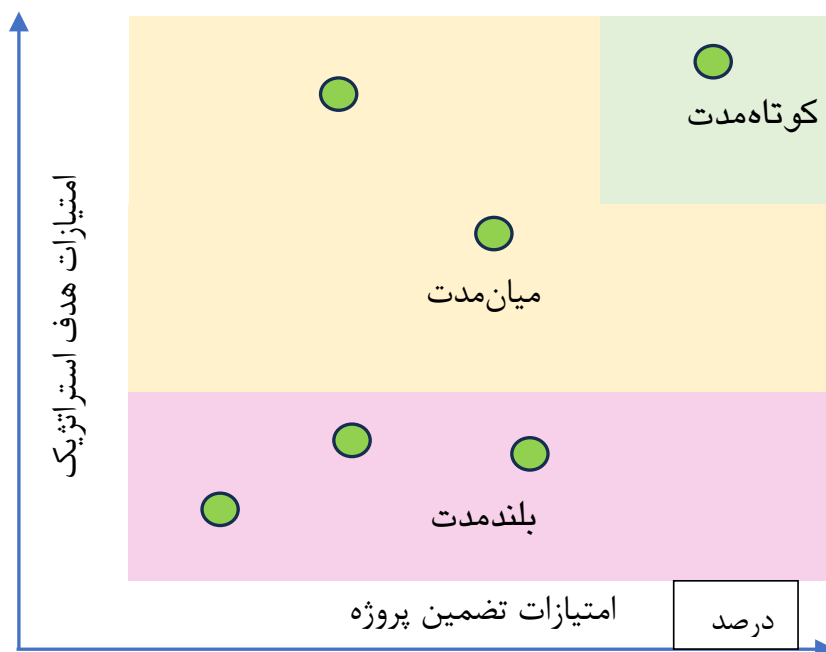 کوتاه‌مدت
امتیازات هدف استراتژیک
میان‌مدت
بلندمدت
امتیازات تضمین پروژه
درصد